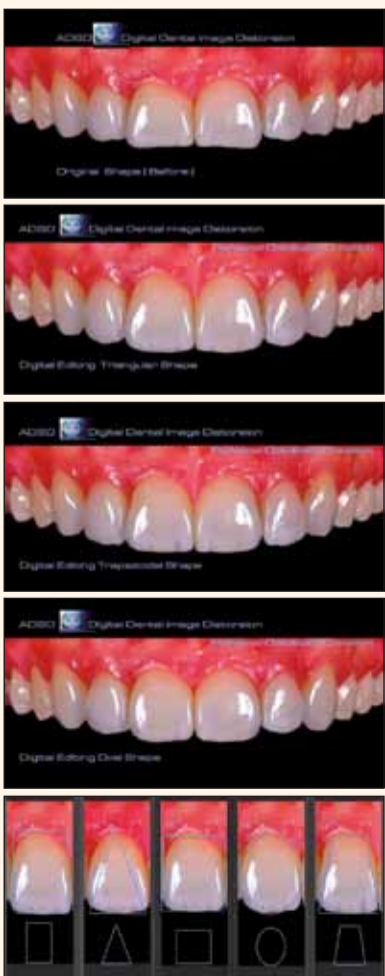 ADSD Digital Dental Image Distorsion
Original Shape (Before)
ADSD Digital Dental Image Distorsion
Digital Editing Triangular Shape
ADSD Digital Dental Image Distorsion
Digital Editing Trapezoidal Shape
ADSD Digital Dental Image Distorsion
Digital Editing Oval Shape